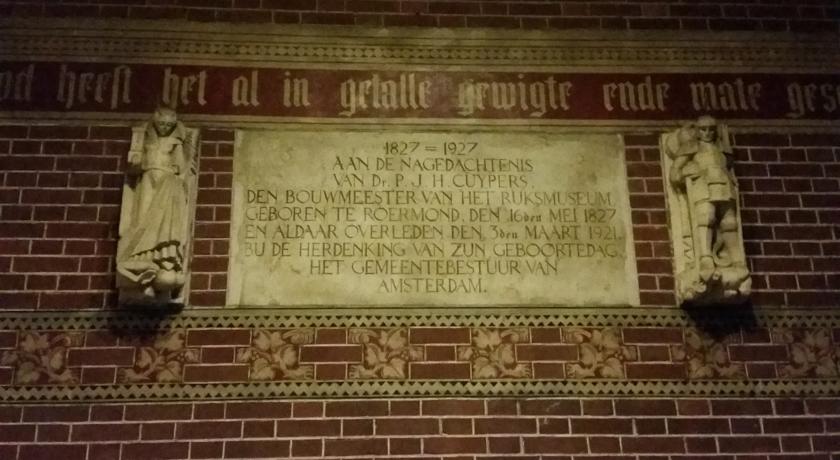 heeft het al in getalle gewigte ende mate
1827 = 1927
AAN DE NAGEDACHTENIS
VAN Dr. P. J. H. CUYPERS,
DEN BOUWMEESTER VAN HET RIJKSMUSEUM,
GEBOREN TE ROERMOND, DEN 16den MEI 1827
EN ALDAAR OVERLEDEN DEN 3den MAART 1921.
BIJ DE HERDENKING VAN ZIJN GEBOORTEDAG,
HET GEMEENTEBESTUUR VAN
AMSTERDAM.